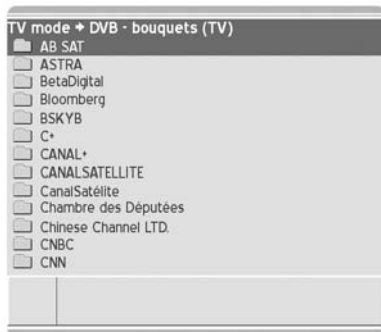 TV mode → DVB - bouquets (TV)
AB SAT
ASTRA
BetaDigital
Bloomberg
BSKYB
C+
CANAL+
CANALSATELLITE
CanalSatélite
Chambre des Députées
Chinese Channel LTD.
CNBC
CNN